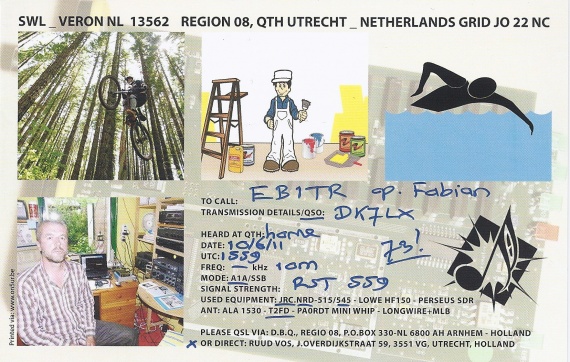 SWL _ VERON NL 13562 REGION 08, QTH UTRECHT _ NETHERLANDS GRID JO 22 NC
TO CALL: EB1TR op. Fabian
TRANSMISSION DETAILS/QSO: DK7LX
HEARD AT QTH: home
DATE: 10/6/11 73!
UTC: 1559
FREQ: — kHz 10m
MODE: A1A/SSB
SIGNAL STRENGTH: RST 559
USED EQUIPMENT: JRC.NRD-515/545 - LOWE HF150 - PERSEUS SDR
ANT: ALA 1530 - T2FD - PA0RDT MINI WHIP - LONGWIRE+MLB
PLEASE QSL VIA: D.B.Q., REGIO 08, P.O.BOX 330-NL 6800 AH ARNHEM - HOLLAND
x OR DIRECT: RUUD VOS, J.OVERDIJKSTRAAT 59, 3551 VG, UTRECHT, HOLLAND